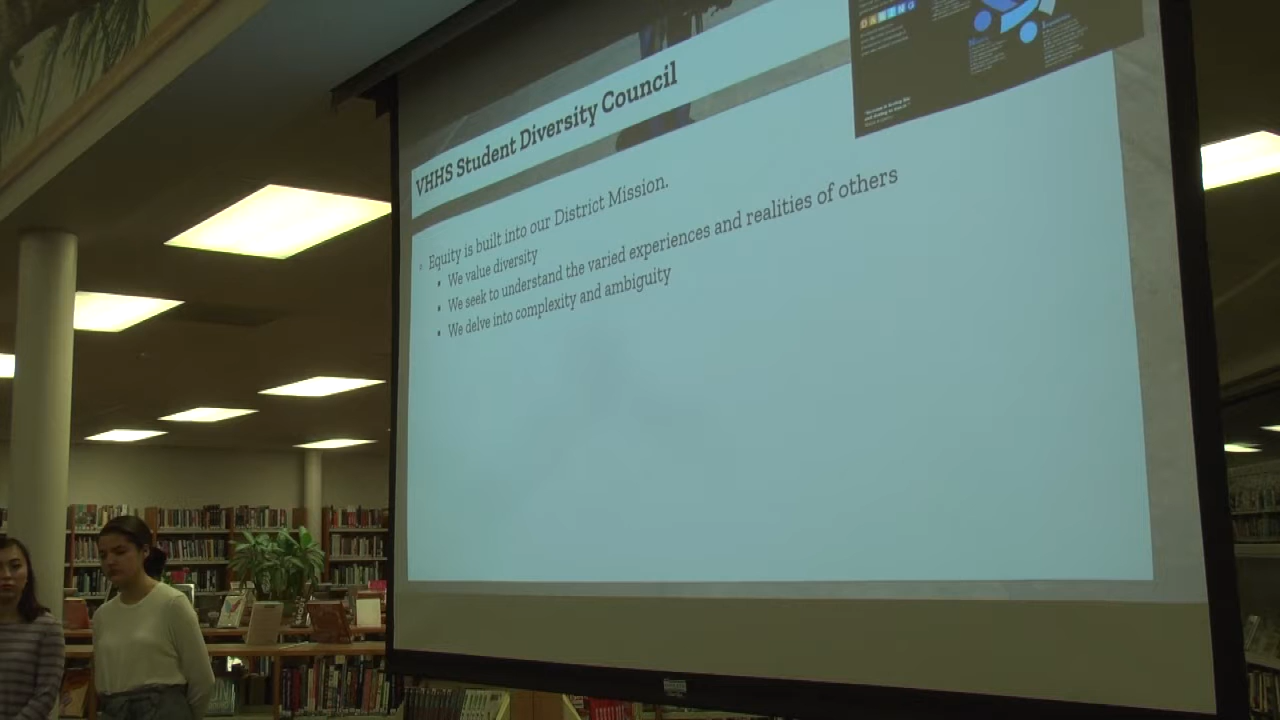 VHHS Student Diversity Council
Equity is built into our District Mission.
We value diversity
We seek to understand the varied experiences and realities of others
We delve into complexity and ambiguity